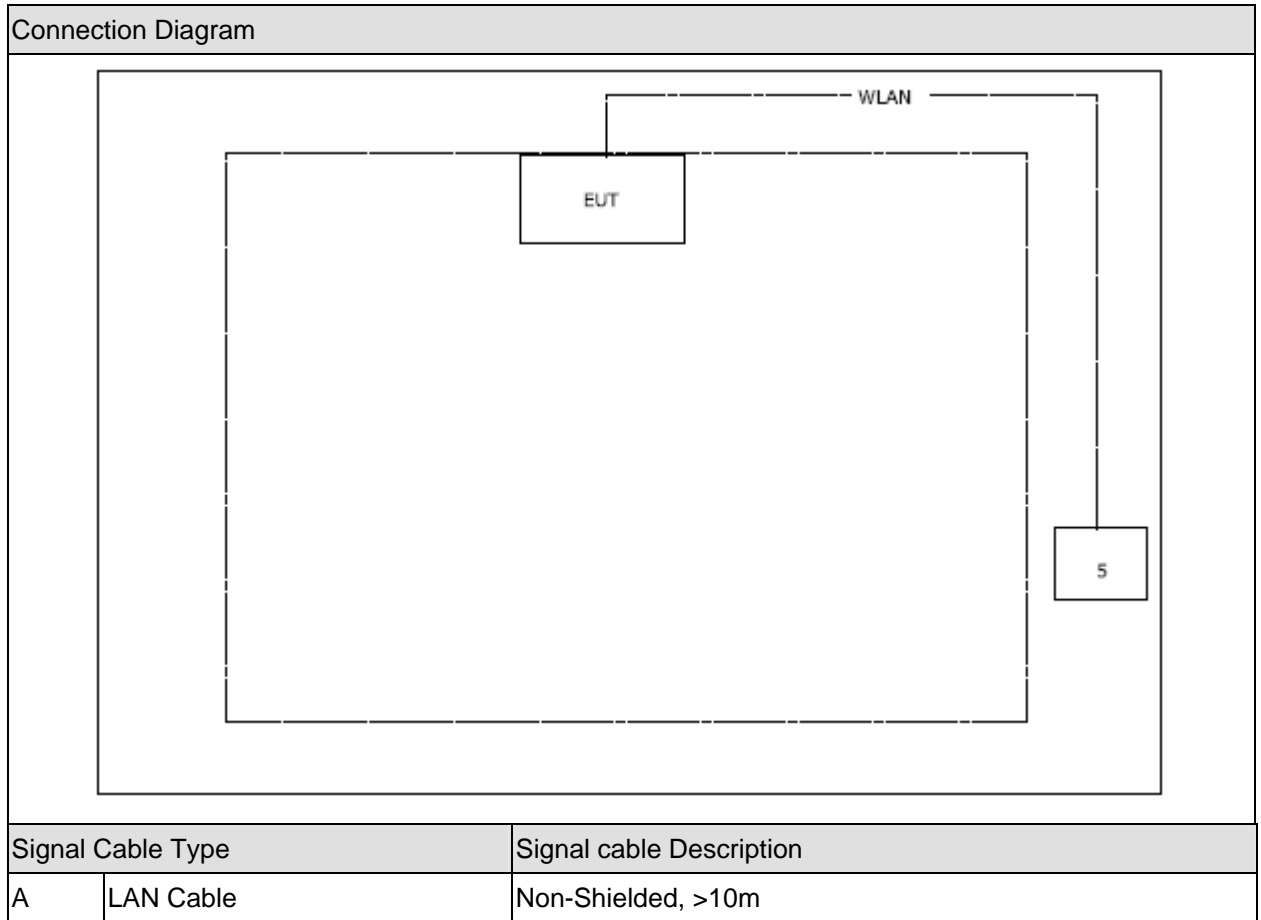 Connection Diagram
WLAN
EUT
5
Signal Cable Type Signal cable Description
A LAN Cable Non-Shielded, >10m